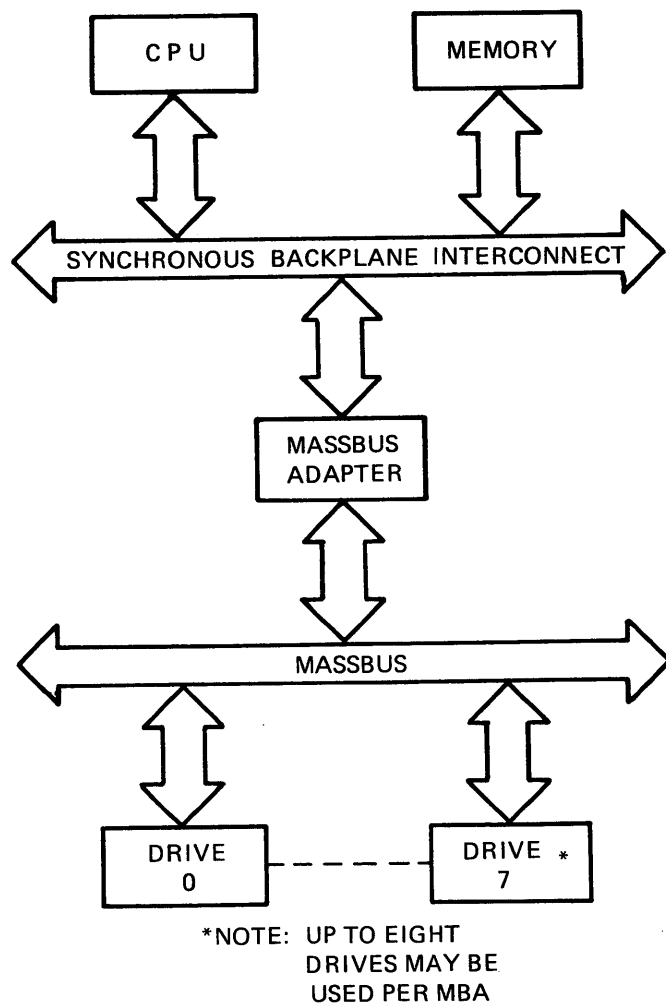 CPU
MEMORY
SYNCHRONOUS BACKPLANE INTERCONNECT
MASSBUS
ADAPTER
MASSBUS
DRIVE
0
DRIVE *
7
*NOTE: UP TO EIGHT
DRIVES MAY BE
USED PER MBA